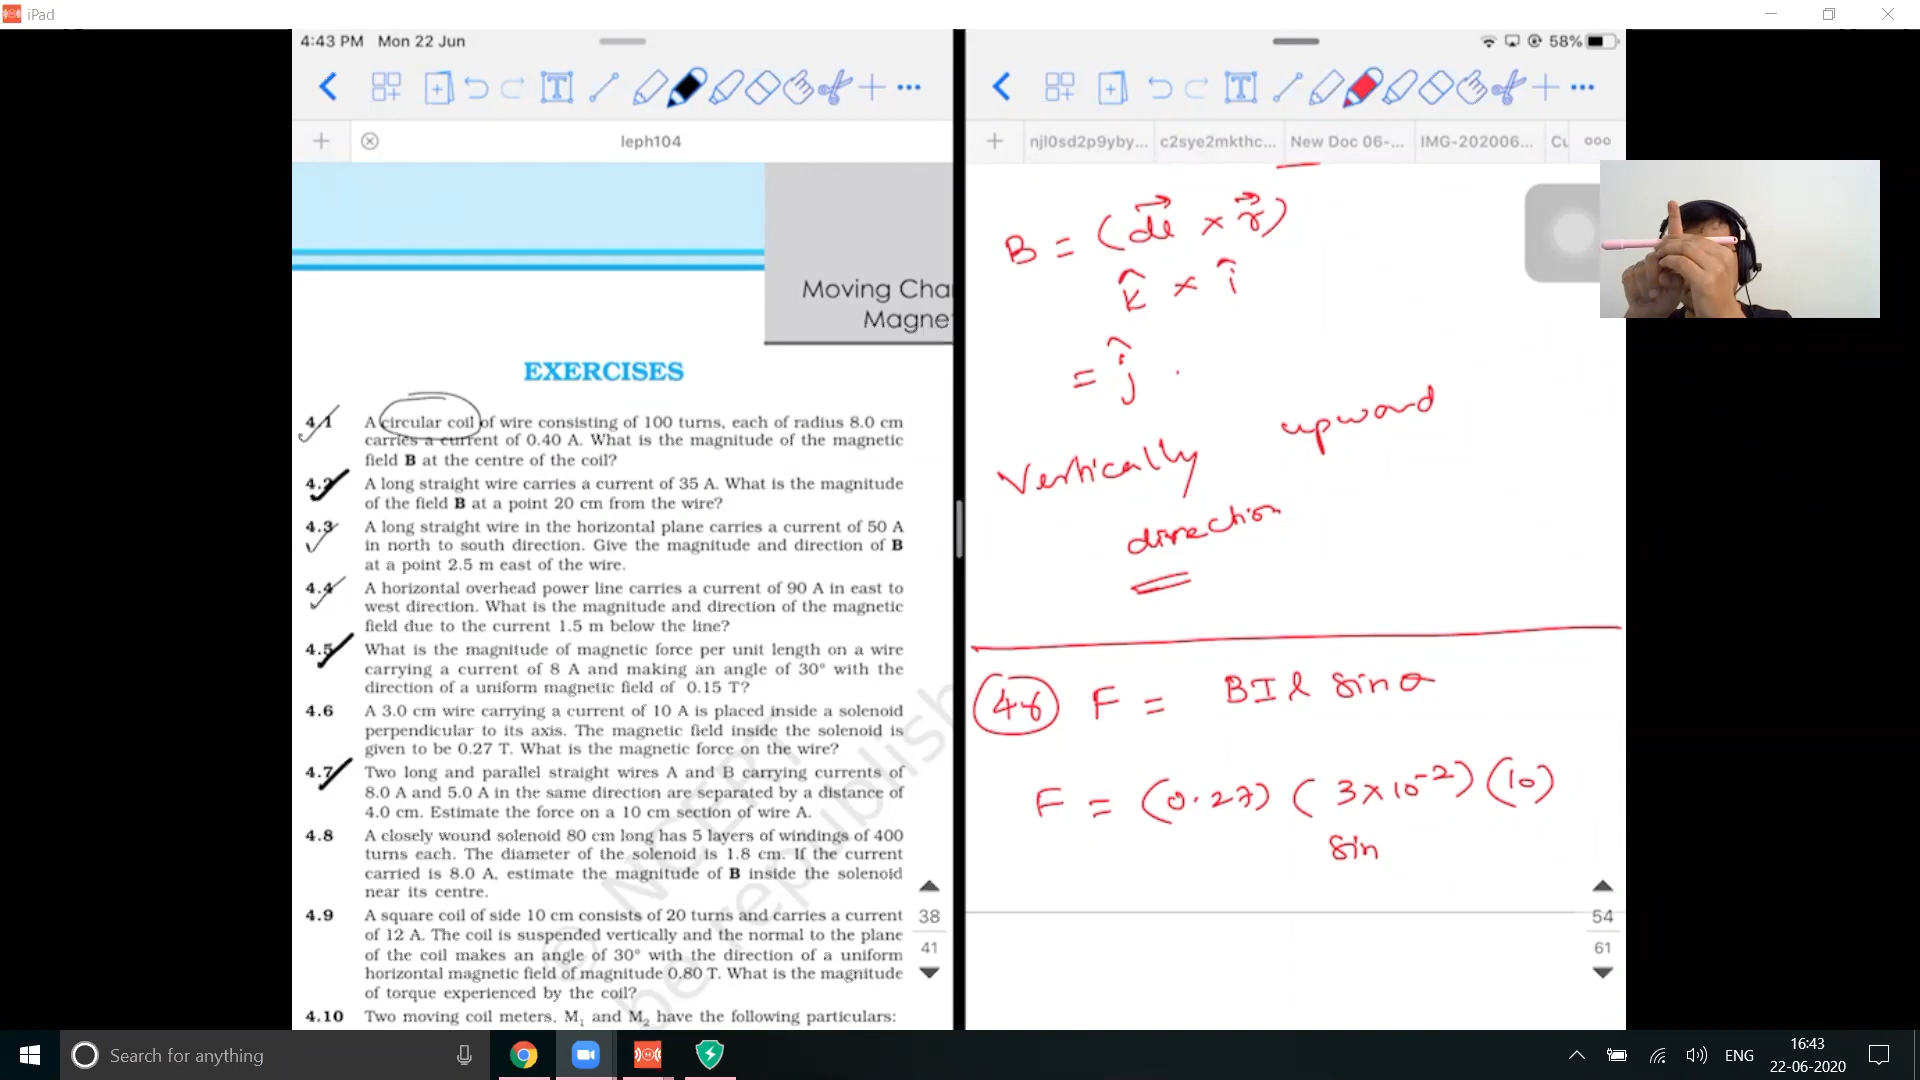 iPad
4:43 PM Mon 22 Jun
58%
leph104
njl0sd2p9yby...
c2sye2mkthc...
New Doc 06-...
IMG-202006...
Moving Cha
Magne
EXERCISES
4.1 A circular coil of wire consisting of 100 turns, each of radius 8.0 cm
carries a current of 0.40 A. What is the magnitude of the magnetic
field B at the centre of the coil?
4.2 A long straight wire carries a current of 35 A. What is the magnitude
of the field B at a point 20 cm from the wire?
4.3 A long straight wire in the horizontal plane carries a current of 50 A
in north to south direction. Give the magnitude and direction of B
at a point 2.5 m east of the wire.
4.4 A horizontal overhead power line carries a current of 90 A in east to
west direction. What is the magnitude and direction of the magnetic
field due to the current 1.5 m below the line?
4.5 What is the magnitude of magnetic force per unit length on a wire
carrying a current of 8 A and making an angle of 30° with the
direction of a uniform magnetic field of 0.15 T?
4.6 A 3.0 cm wire carrying a current of 10 A is placed inside a solenoid
perpendicular to its axis. The magnetic field inside the solenoid is
given to be 0.27 T. What is the magnetic force on the wire?
4.7 Two long and parallel straight wires A and B carrying currents of
8.0 A and 5.0 A in the same direction are separated by a distance of
4.0 cm. Estimate the force on a 10 cm section of wire A.
4.8 A closely wound solenoid 80 cm long has 5 layers of windings of 400
turns each. The diameter of the solenoid is 1.8 cm. If the current
carried is 8.0 A, estimate the magnitude of B inside the solenoid
near its centre.
4.9 A square coil of side 10 cm consists of 20 turns and carries a current
of 12 A. The coil is suspended vertically and the normal to the plane
of the coil makes an angle of 30° with the direction of a uniform
horizontal magnetic field of magnitude 0.80 T. What is the magnitude
of torque experienced by the coil?
4.10 Two moving coil meters, M₁ and M₂ have the following particulars:
© NCERT
be republish
38
41
B = (dl⃗ × r⃗)
k̂ × î
= ĵ
Vertically upward
direction
4.6 F = BIl sin θ
F = (0.27) (3×10⁻²) (10)
sin
54
61
Search for anything
ENG
16:43
22-06-2020